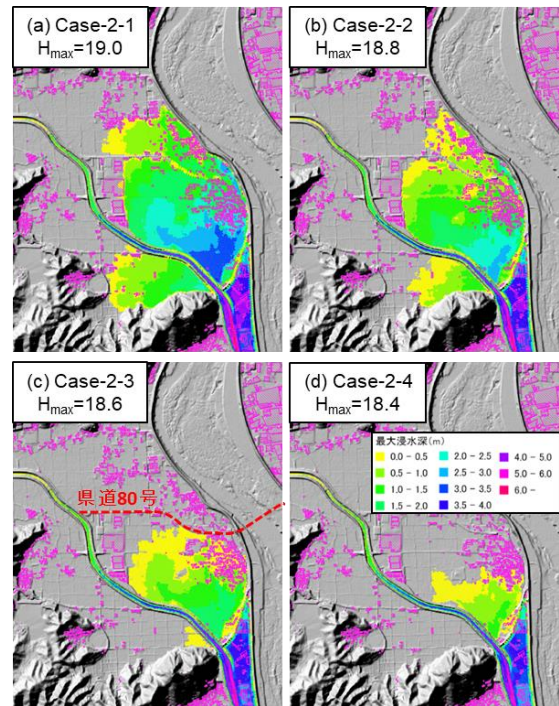 (a) Case-2-1
Hmax=19.0
(b) Case-2-2
Hmax=18.8
(c) Case-2-3
Hmax=18.6
県道80号
(d) Case-2-4
Hmax=18.4
最大浸水深(m)
0.0 - 0.5
0.5 - 1.0
1.0 - 1.5
1.5 - 2.0
2.0 - 2.5
2.5 - 3.0
3.0 - 3.5
3.5 - 4.0
4.0 - 5.0
5.0 - 6.0
6.0 -